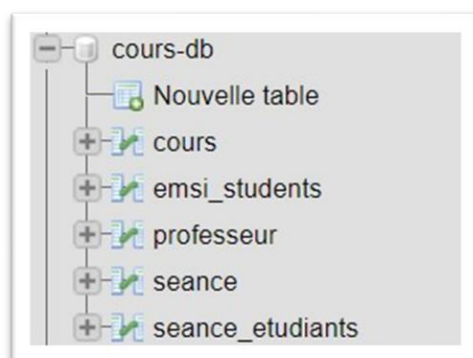 cours-db
Nouvelle table
cours
emsi_students
professeur
seance
seance_etudiants